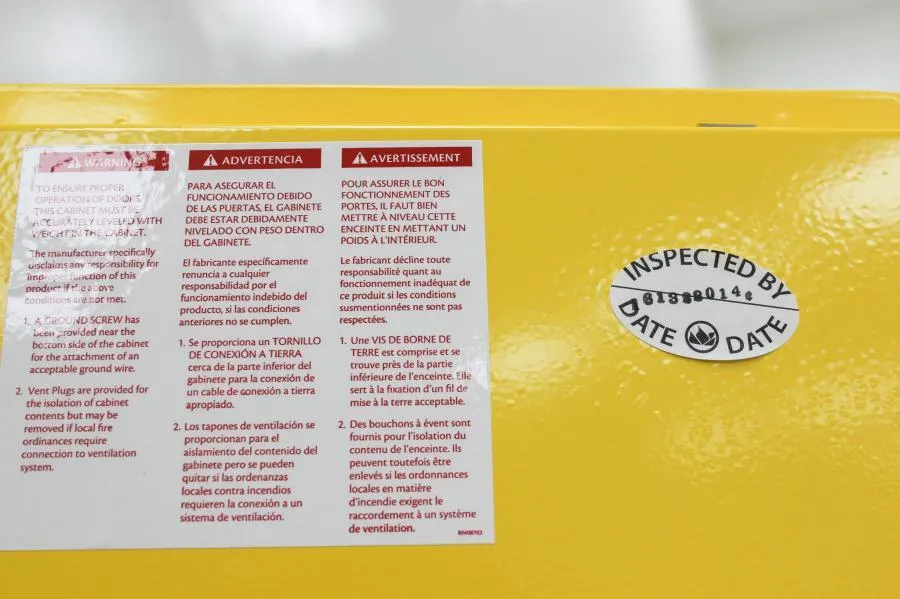 WARNING
TO ENSURE PROPER
OPERATION OF DOORS
THIS CABINET MUST BE
ACCURATELY LEVELED WITH
WEIGHT IN THE CABINET.
The manufacturer specifically
disclaims any responsibility for
improper function of this
product if the above
conditions are not met.
1. A GROUND SCREW has
been provided near the
bottom side of the cabinet
for the attachment of an
acceptable ground wire.
2. Vent Plugs are provided for
the isolation of cabinet
contents but may be
removed if local fire
ordinances require
connection to ventilation
system.
ADVERTENCIA
PARA ASEGURAR EL
FUNCIONAMIENTO DEBIDO
DE LAS PUERTAS, EL GABINETE
DEBE ESTAR DEBIDAMENTE
NIVELADO CON PESO DENTRO
DEL GABINETE.
El fabricante específicamente
renuncia a cualquier
responsabilidad por el
funcionamiento indebido del
producto, si las condiciones
anteriores no se cumplen.
1. Se proporciona un TORNILLO
DE CONEXIÓN A TIERRA
cerca de la parte inferior del
gabinete para la conexión de
un cable de conexión a tierra
apropiado.
2. Los tapones de ventilación se
proporcionan para el
aislamiento del contenido del
gabinete pero se pueden
quitar si las ordenanzas
locales contra incendios
requieren la conexión a un
sistema de ventilación.
AVERTISSEMENT
POUR ASSURER LE BON
FONCTIONNEMENT DES
PORTES, IL FAUT BIEN
METTRE À NIVEAU CETTE
ENCEINTE EN METTANT UN
POIDS À L'INTÉRIEUR.
Le fabricant décline toute
responsabilité quant au
fonctionnement inadéquat de
ce produit si les conditions
susmentionnées ne sont pas
respectées.
1. Une VIS DE BORNE DE
TERRE est comprise et se
trouve près de la partie
inférieure de l'enceinte. Elle
sert à la fixation d'un fil de
mise à la terre acceptable.
2. Des bouchons à évent sont
fournis pour l'isolation du
contenu de l'enceinte. Ils
peuvent toutefois être
enlevés si les ordonnances
locales en matière
d'incendie exigent le
raccordement à un système
de ventilation.
RM08762
INSPECTED BY
DATE DATE